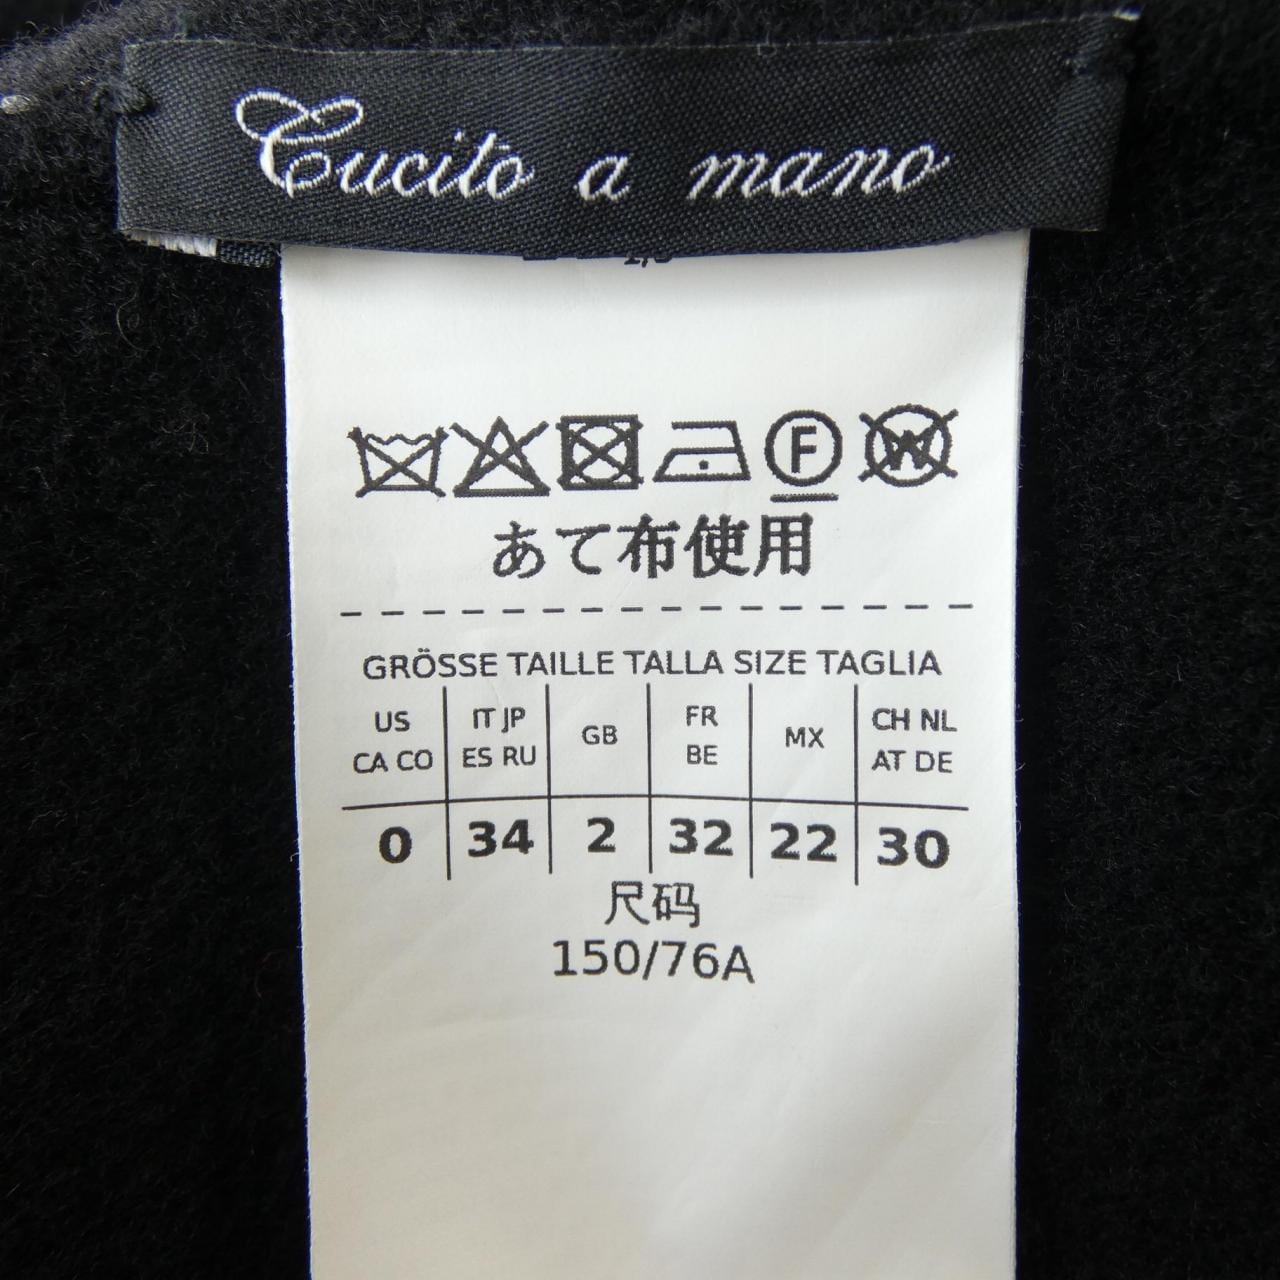 Cucito a mano
F W
あて布使用
GRÖSSE TAILLE TALLA SIZE TAGLIA
US CA CO
IT JP ES RU
GB
FR BE
MX
CH NL AT DE
0 34 2 32 22 30
尺码
150/76A